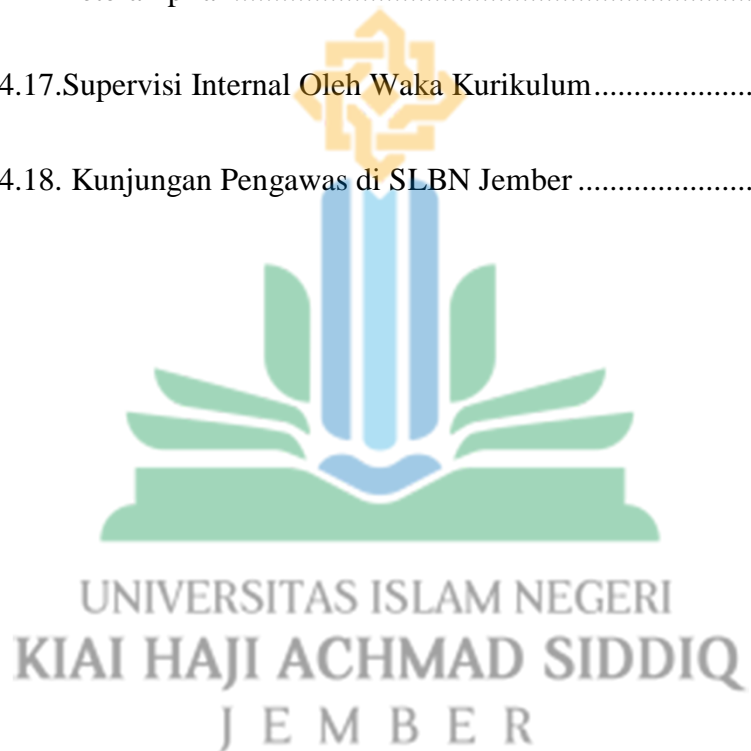 4.17.Supervisi Internal Oleh Waka Kurikulum....................
4.18. Kunjungan Pengawas di SLBN Jember ......................
UNIVERSITAS ISLAM NEGERI
KIAI HAJI ACHMAD SIDDIQ
JEMBER